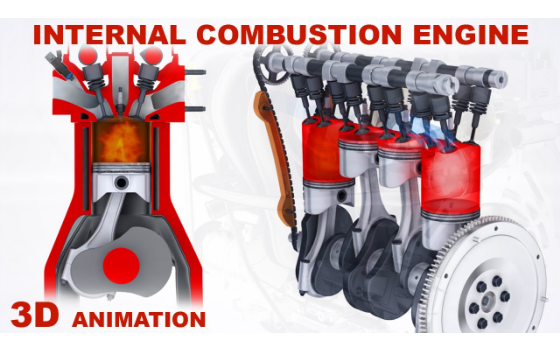 INTERNAL COMBUSTION ENGINE
3D ANIMATION